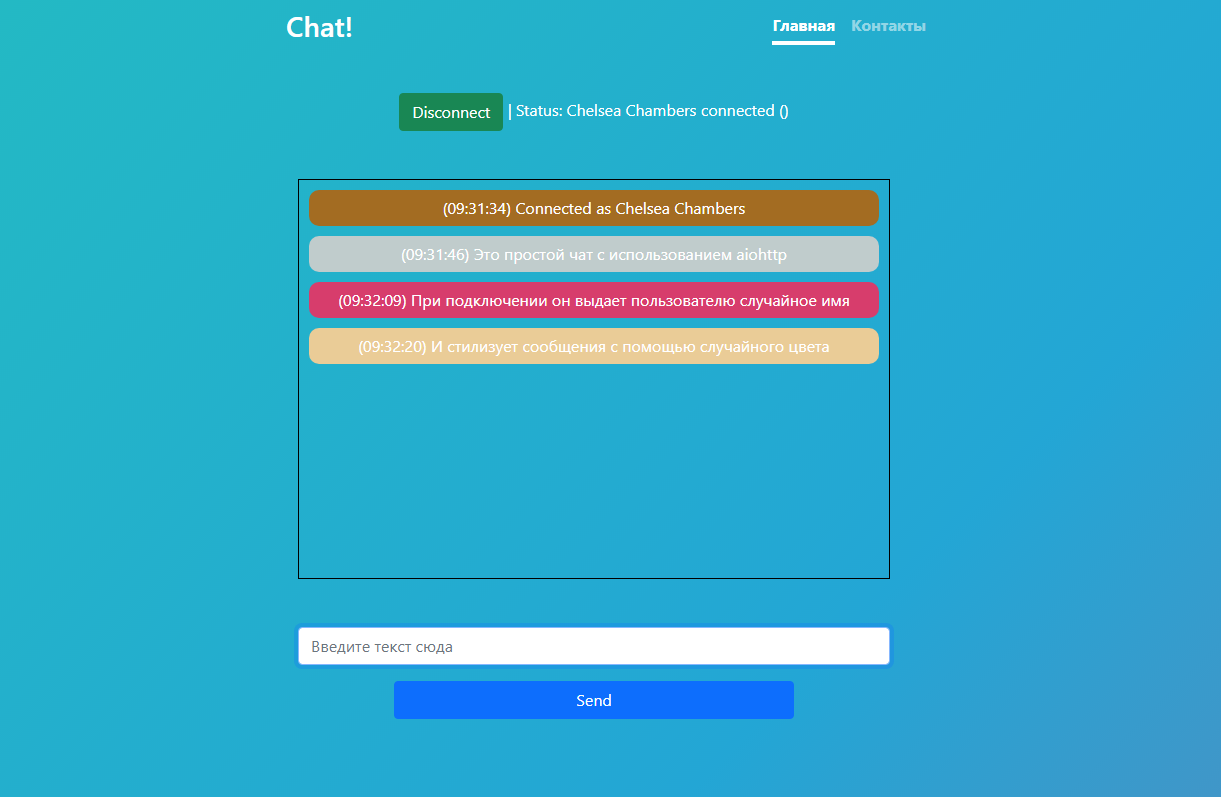 Chat!
Главная Контакты
Disconnect | Status: Chelsea Chambers connected ()
(09:31:34) Connected as Chelsea Chambers
(09:31:46) Это простой чат с использованием aiohttp
(09:32:09) При подключении он выдает пользователю случайное имя
(09:32:20) И стилизует сообщения с помощью случайного цвета
Введите текст сюда
Send